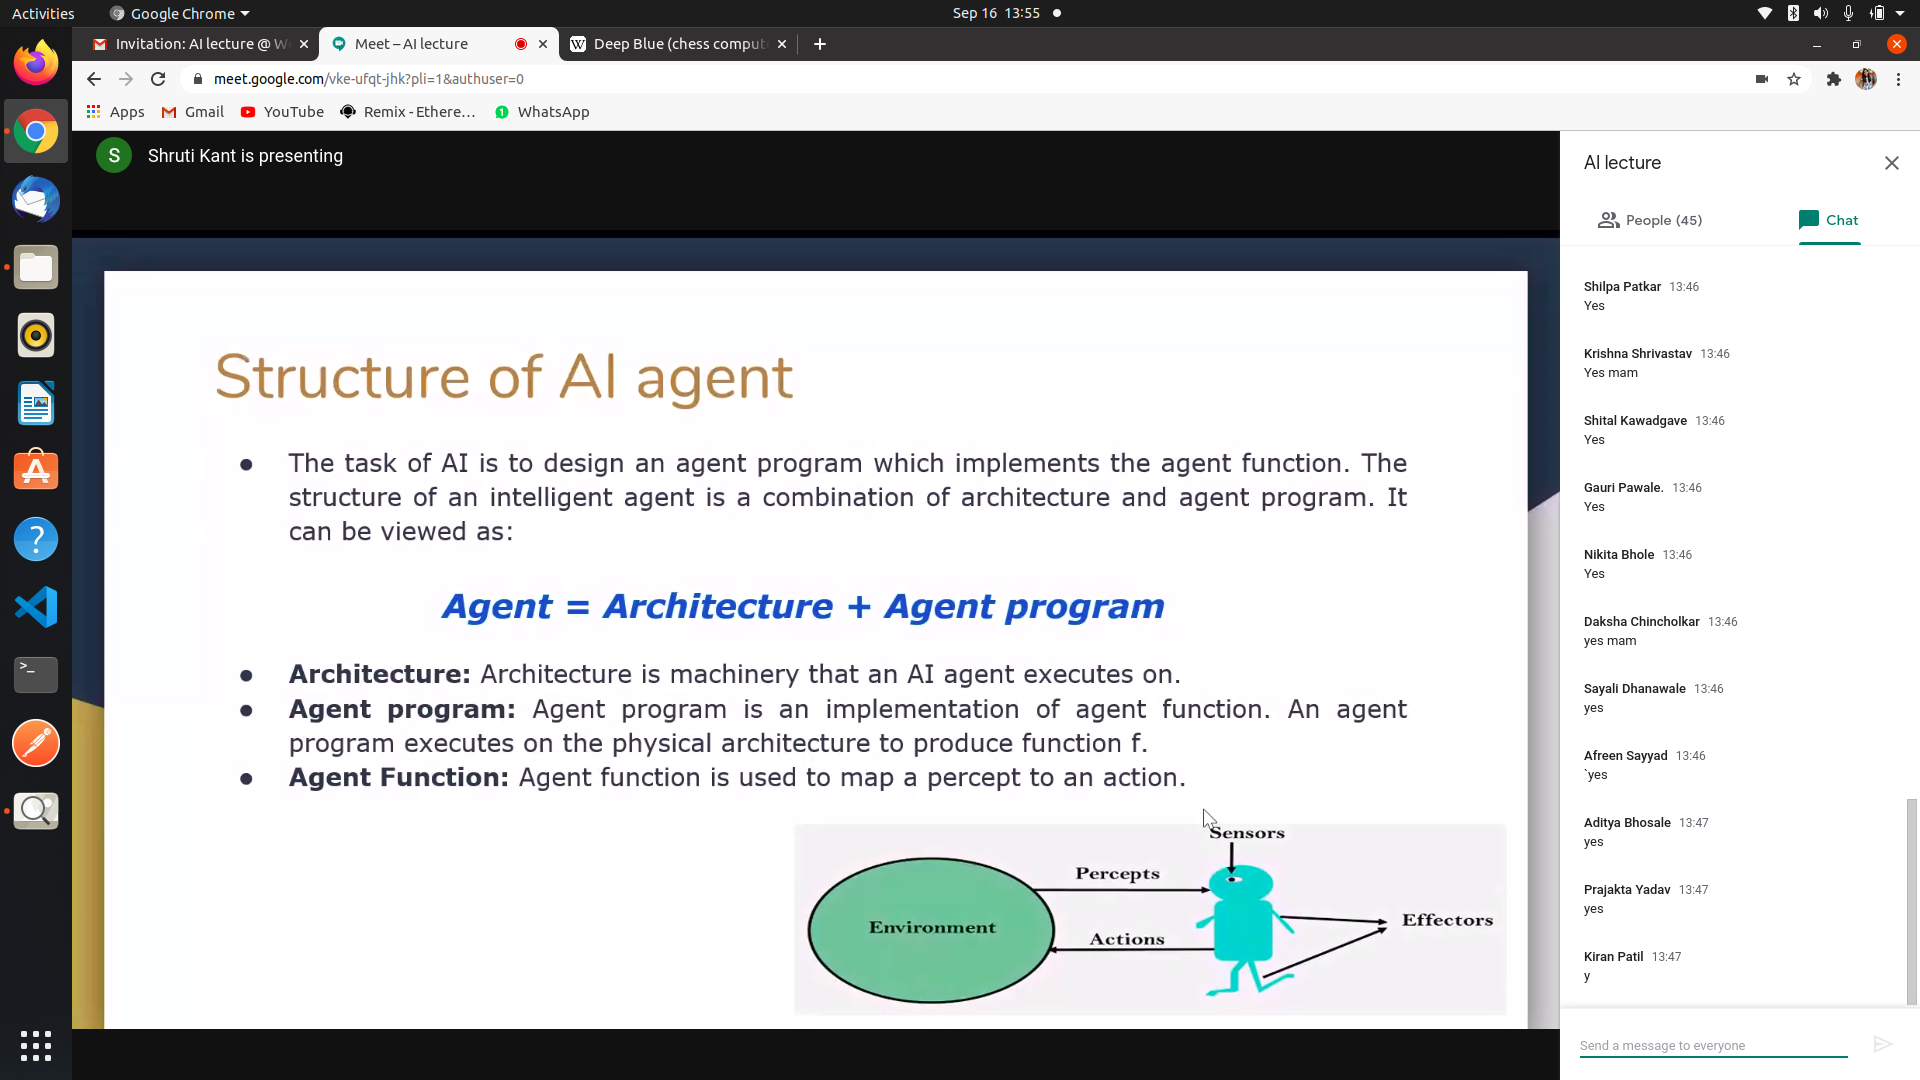 Activities
Google Chrome
Sep 16 13:55
Invitation: AI lecture @ W
Meet – AI lecture
Deep Blue (chess comput
meet.google.com/vke-ufqt-jhk?pli=1&authuser=0
Apps
Gmail
YouTube
Remix - Ethere…
WhatsApp
S
Shruti Kant is presenting
Structure of AI agent
● The task of AI is to design an agent program which implements the agent function. The
structure of an intelligent agent is a combination of architecture and agent program. It
can be viewed as:
Agent = Architecture + Agent program
● Architecture: Architecture is machinery that an AI agent executes on.
● Agent program: Agent program is an implementation of agent function. An agent
program executes on the physical architecture to produce function f.
● Agent Function: Agent function is used to map a percept to an action.
Sensors
Percepts
Environment
Actions
Effectors
AI lecture
People (45)
Chat
Shilpa Patkar 13:46
Yes
Krishna Shrivastav 13:46
Yes mam
Shital Kawadgave 13:46
Yes
Gauri Pawale. 13:46
Yes
Nikita Bhole 13:46
Yes
Daksha Chincholkar 13:46
yes mam
Sayali Dhanawale 13:46
yes
Afreen Sayyad 13:46
`yes
Aditya Bhosale 13:47
yes
Prajakta Yadav 13:47
yes
Kiran Patil 13:47
y
Send a message to everyone